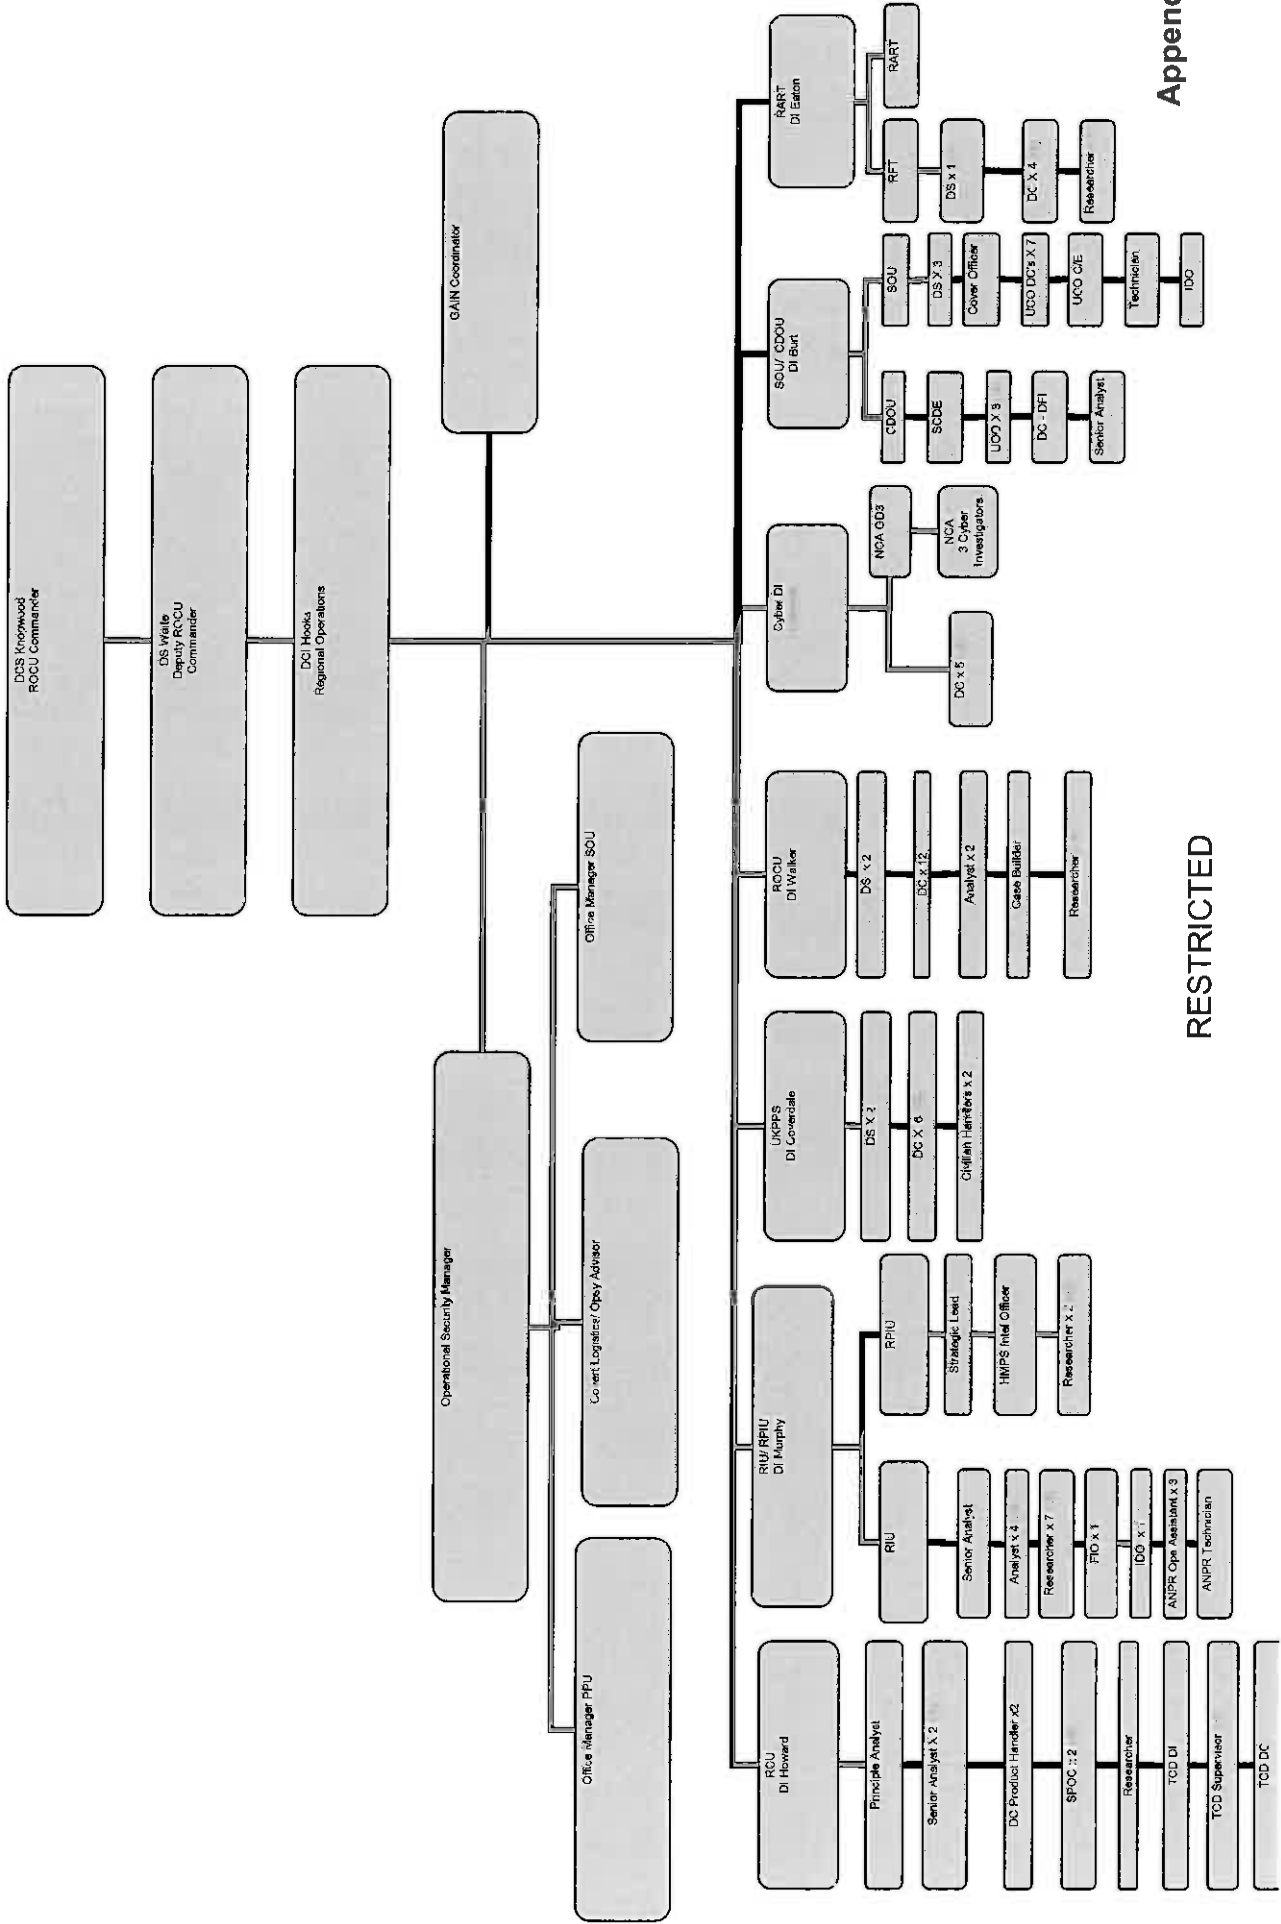 DCS Knopwood
ROCU Commander
DS Waite
Deputy ROCU
Commander
DCI Hooks
Regional Operations
GAIN Coordinator
Operational Security Manager
Office Manager PPU
Covert Logistics/ Opsy Advisor
Office Manager SOU
RCU
DI Howard
Principle Analyst
Senior Analyst X 2
DC Product Handler x2
SPOC x 2
Researcher
TCD DI
TCD Supervisor
TCD DC
RIU/ RPIU
DI Murphy
RIU
Senior Analyst
Analyst x 4
Researcher x 7
FIO x 1
IDO x 1
ANPR Ops Assistant x 3
ANPR Technician
RPIU
Strategic Lead
HMPS Intel Officer
Researcher x 2
UKPPS
DI Coverdale
DS X 2
DC X 6
Civilian Handlers x 2
ROCU
DI Walker
DS x 2
DC x 12
Analyst x 2
Case Builder
Researcher
Cyber DI
DC x 5
NCA GD3
NCA
3 Cyber
Investigators
SOU/ CDOU
DI Burt
CDOU
SCDE
UOO X 3
DC - DFI
Senior Analyst
SOU
DS X 3
Cover Officer
UCO DC's X 7
UCO C/E
Technician
IDO
RART
DI Eaton
RFT
DS x 1
DC X 4
Researcher
RART
RESTRICTED
Appenc